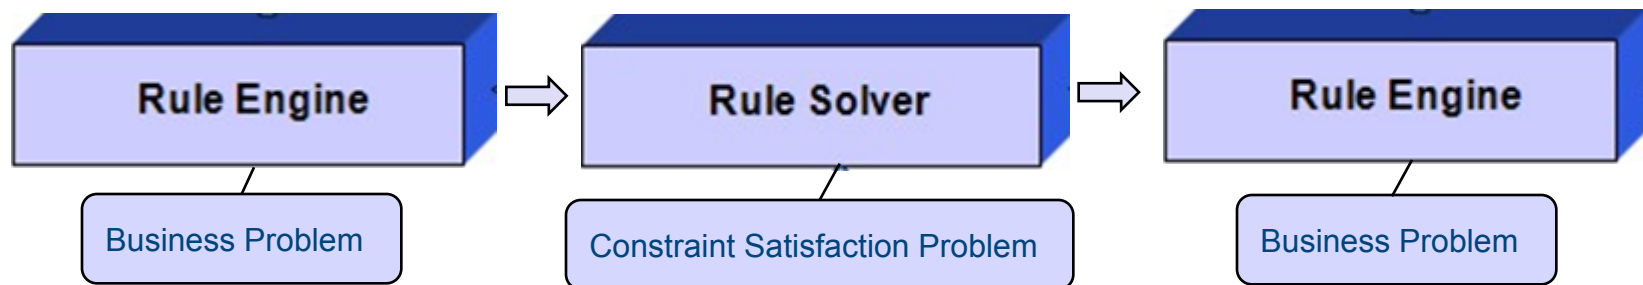 Rule Engine
Rule Solver
Rule Engine
Business Problem
Constraint Satisfaction Problem
Business Problem